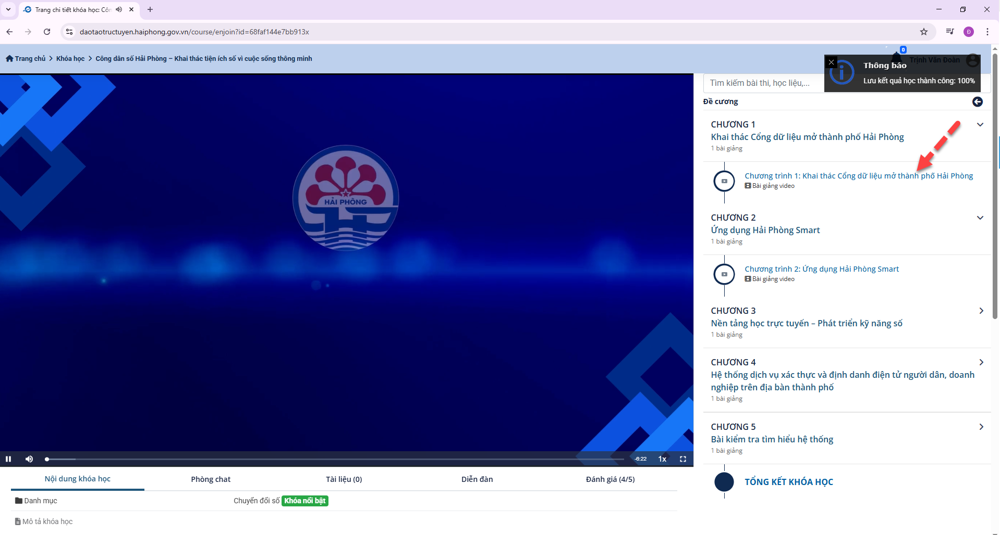 Trang chi tiết khóa học: Côn
daotaotructuyen.haiphong.gov.vn/course/enjoin?id=68faf144e7bb913x
Đ
Trang chủ > Khóa học > Công dân số Hải Phòng – Khai thác tiện ích số vì cuộc sống thông minh
0
Trịnh Văn Đoàn
Thông báo
Lưu kết quả học thành công: 100%
Tìm kiếm bài thi, học liệu,...
Đề cương
CHƯƠNG 1
Khai thác Cổng dữ liệu mở thành phố Hải Phòng
1 bài giảng
Chương trình 1: Khai thác Cổng dữ liệu mở thành phố Hải Phòng
Bài giảng video
CHƯƠNG 2
Ứng dụng Hải Phòng Smart
1 bài giảng
Chương trình 2: Ứng dụng Hải Phòng Smart
Bài giảng video
CHƯƠNG 3
Nền tảng học trực tuyến – Phát triển kỹ năng số
1 bài giảng
CHƯƠNG 4
Hệ thống dịch vụ xác thực và định danh điện tử người dân, doanh
nghiệp trên địa bàn thành phố
1 bài giảng
CHƯƠNG 5
Bài kiểm tra tìm hiểu hệ thống
1 bài giảng
TỔNG KẾT KHÓA HỌC
HẢI PHÒNG
-6:22
1x
Nội dung khóa học
Phòng chat
Tài liệu (0)
Diễn đàn
Đánh giá (4/5)
Danh mục
Chuyển đổi số Khóa nổi bật
Mô tả khóa học